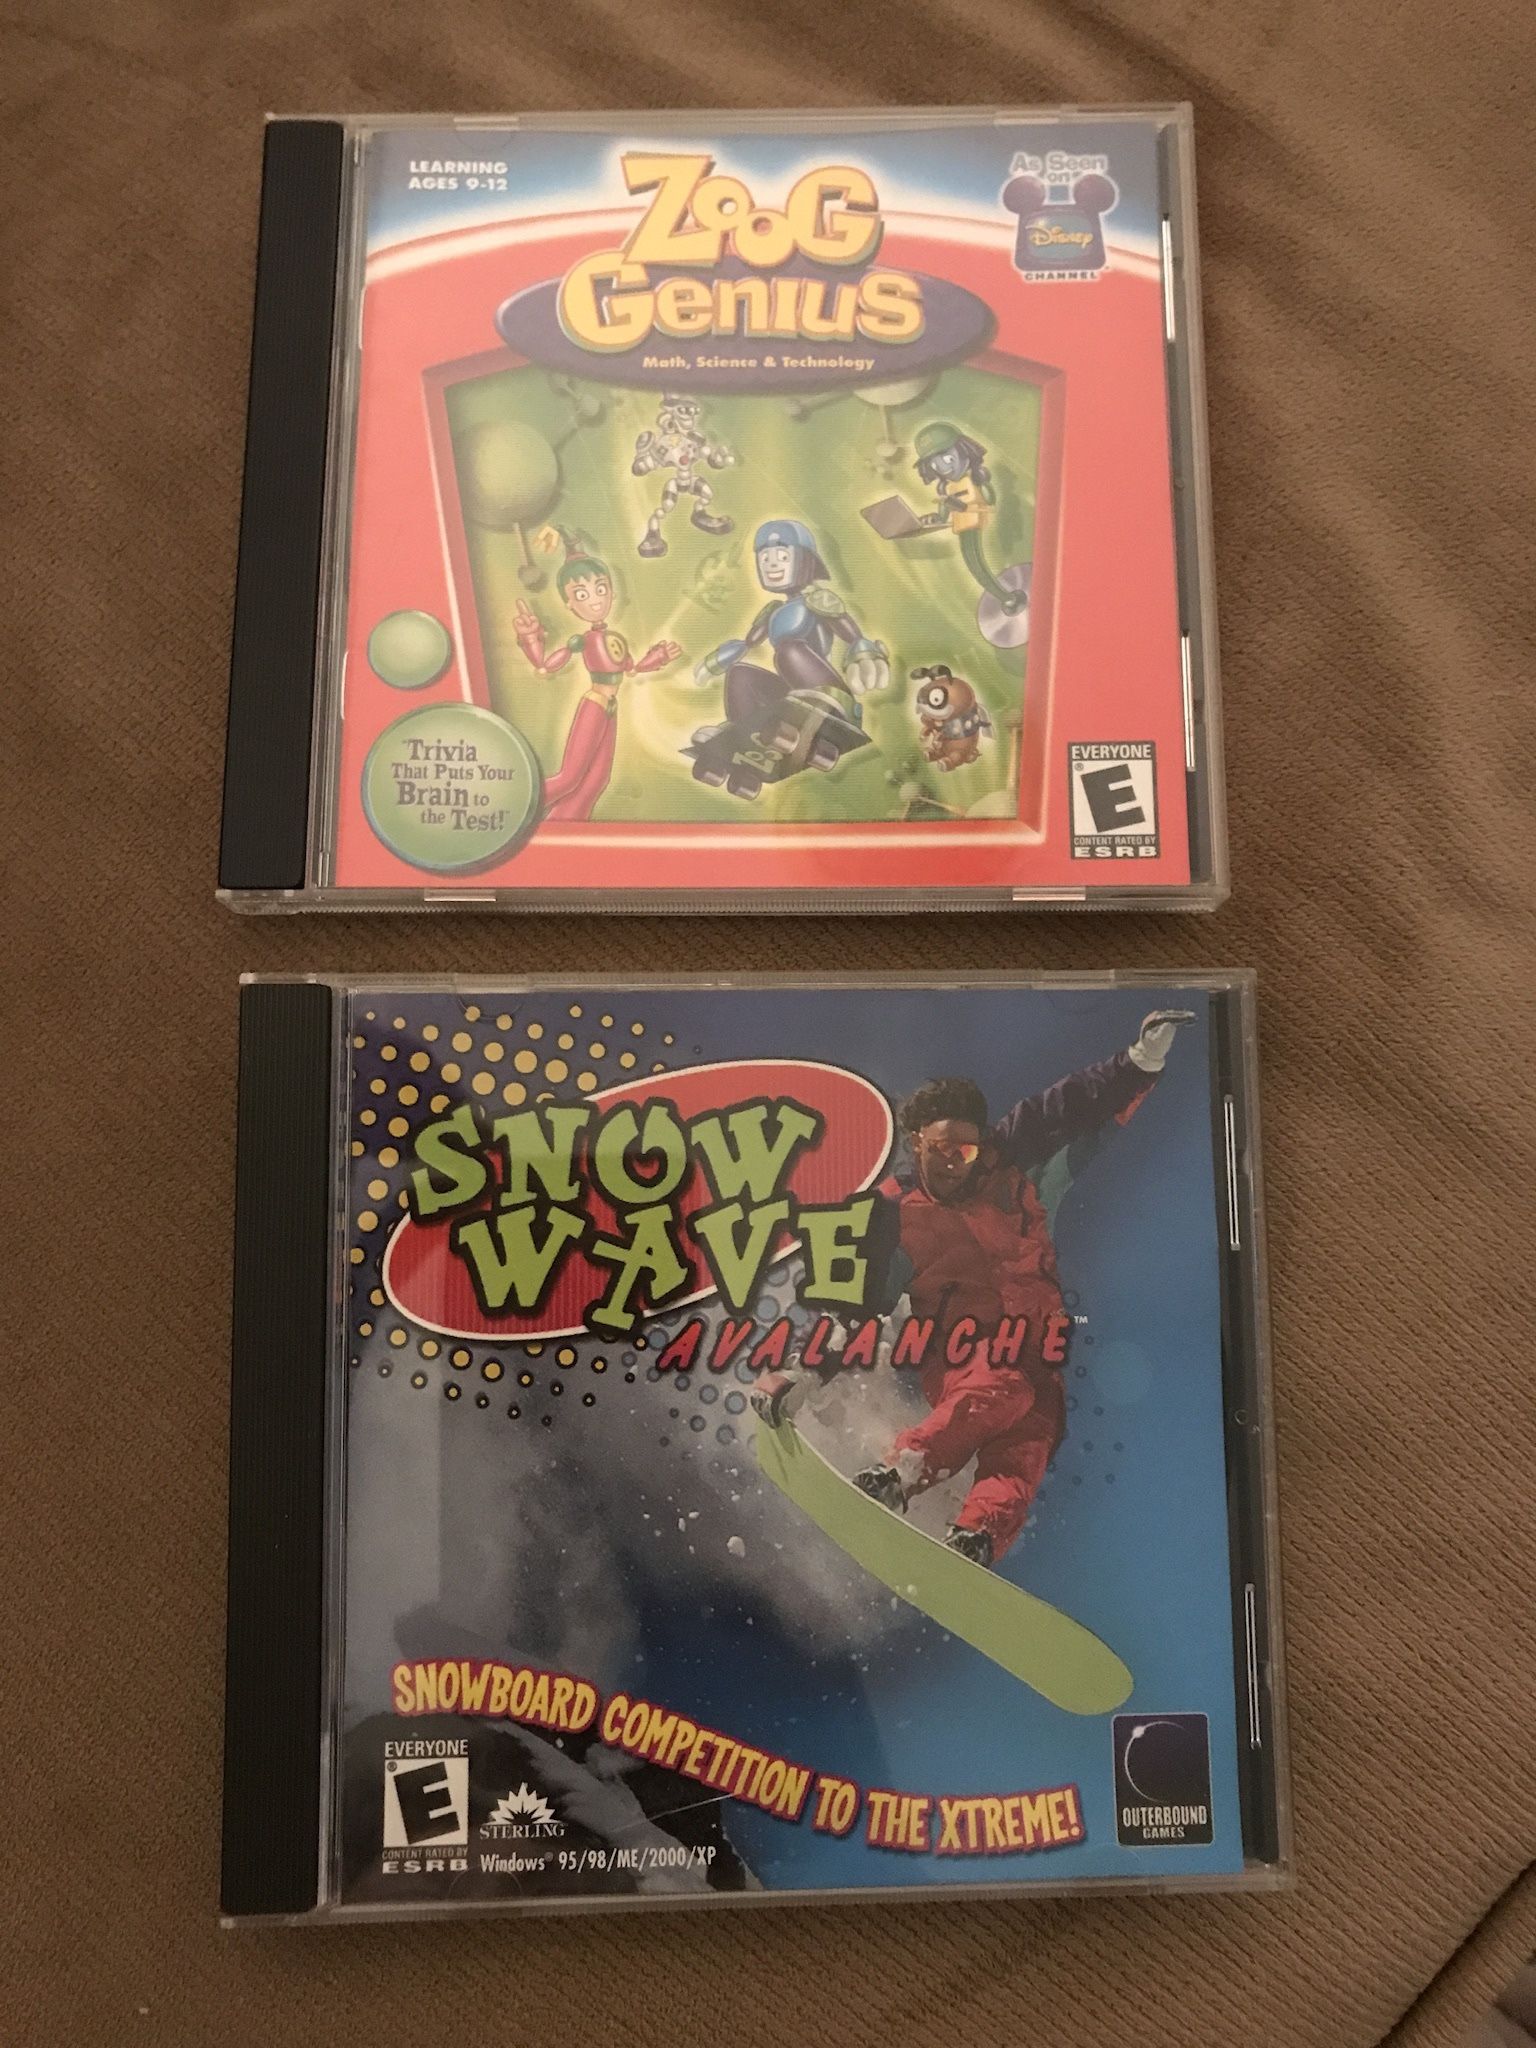 LEARNING
AGES 9-12
ZOOG
GENIUS
Math, Science & Technology
As Seen
on
Disney
CHANNEL
"Trivia
That Puts Your
Brain to
the Test!"
ZOG
EVERYONE
E
CONTENT RATED BY
ESRB
SNOW
WAVE
AVALANCHE™
SNOWBOARD COMPETITION TO THE XTREME!
EVERYONE
E
CONTENT RATED BY
ESRB
STERLING
Windows® 95/98/ME/2000/XP
OUTERBOUND
GAMES